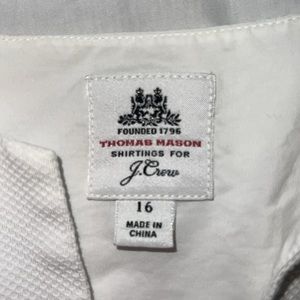 FOUNDED 1796
THOMAS MASON
SHIRTINGS FOR
J.Crew
16
MADE IN
CHINA